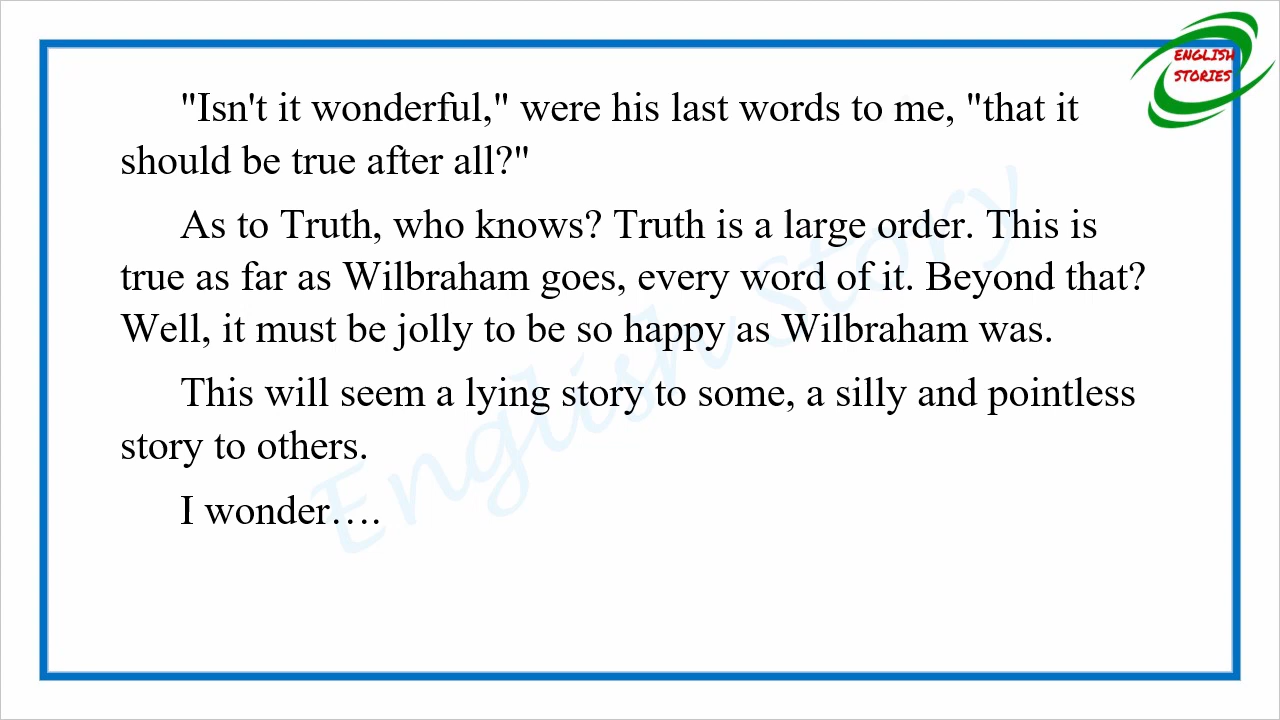 ENGLISH
STORIES
"Isn't it wonderful," were his last words to me, "that it
should be true after all?"
As to Truth, who knows? Truth is a large order. This is
true as far as Wilbraham goes, every word of it. Beyond that?
Well, it must be jolly to be so happy as Wilbraham was.
This will seem a lying story to some, a silly and pointless
story to others.
I wonder….
English Story